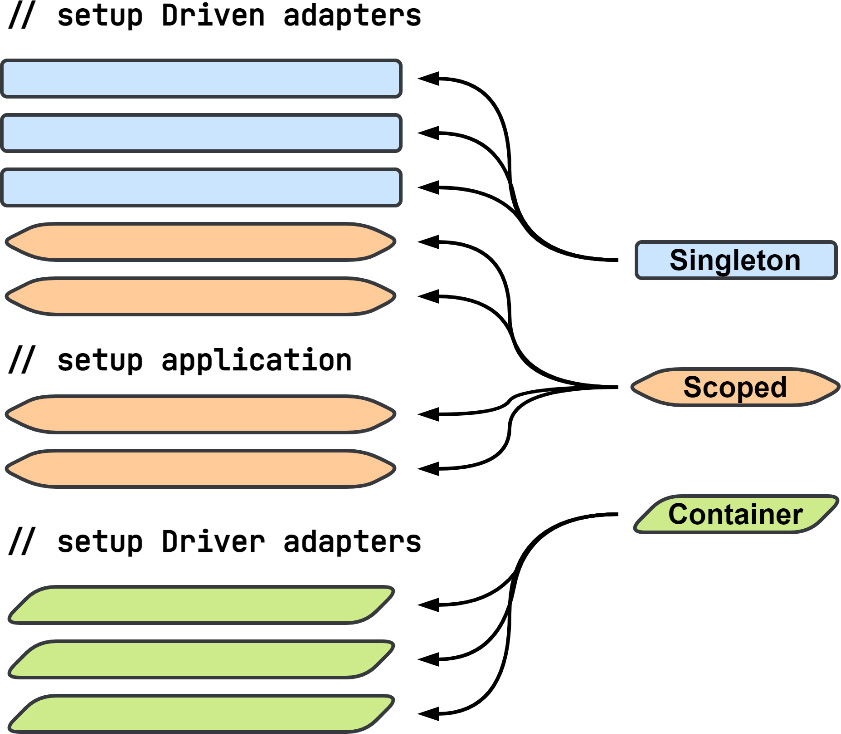 // setup Driven adapters
Singleton
// setup application
Scoped
Container
// setup Driver adapters